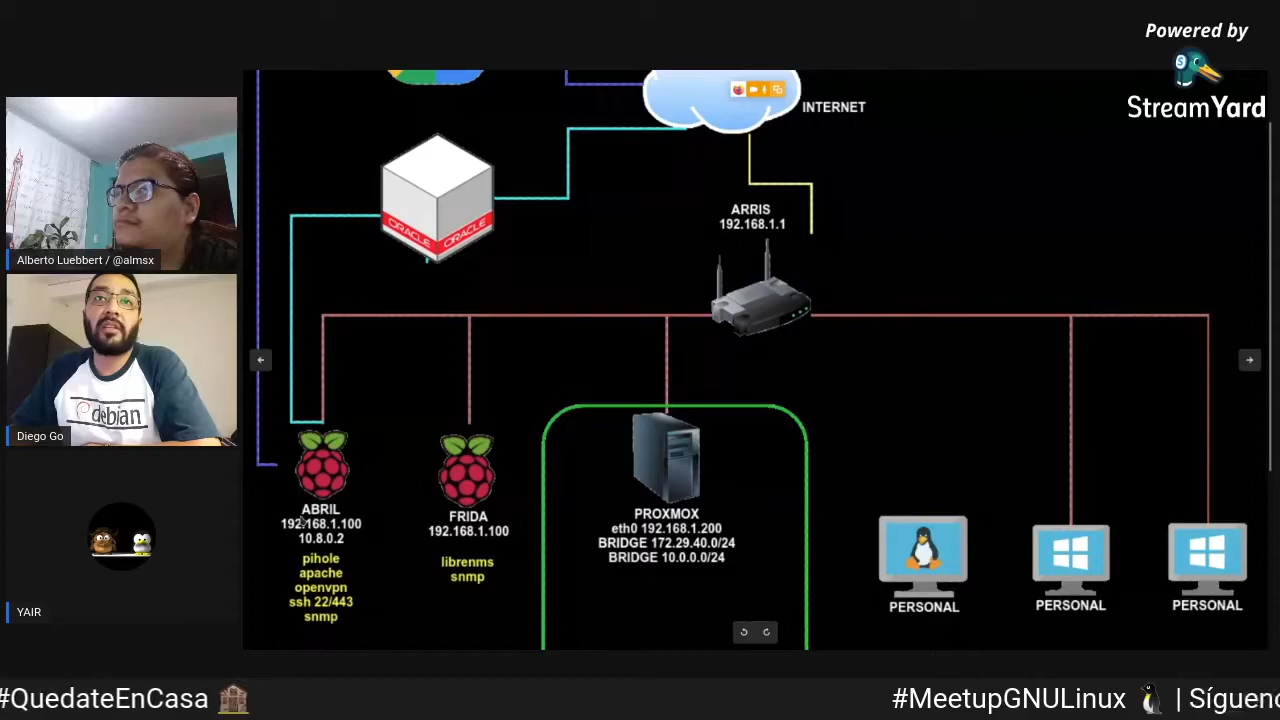 Powered by
StreamYard
INTERNET
ORACLE ORACLE
ARRIS
192.168.1.1
Alberto Luebbert / @almsx
debian
Diego Go
YAIR
ABRIL
192.168.1.100
10.8.0.2
pihole
apache
openvpn
ssh 22/443
snmp
FRIDA
192.168.1.100
librenms
snmp
PROXMOX
eth0 192.168.1.200
BRIDGE 172.29.40.0/24
BRIDGE 10.0.0.0/24
PERSONAL
PERSONAL
PERSONAL
#QuedateEnCasa
#MeetupGNULinux | Síguenos